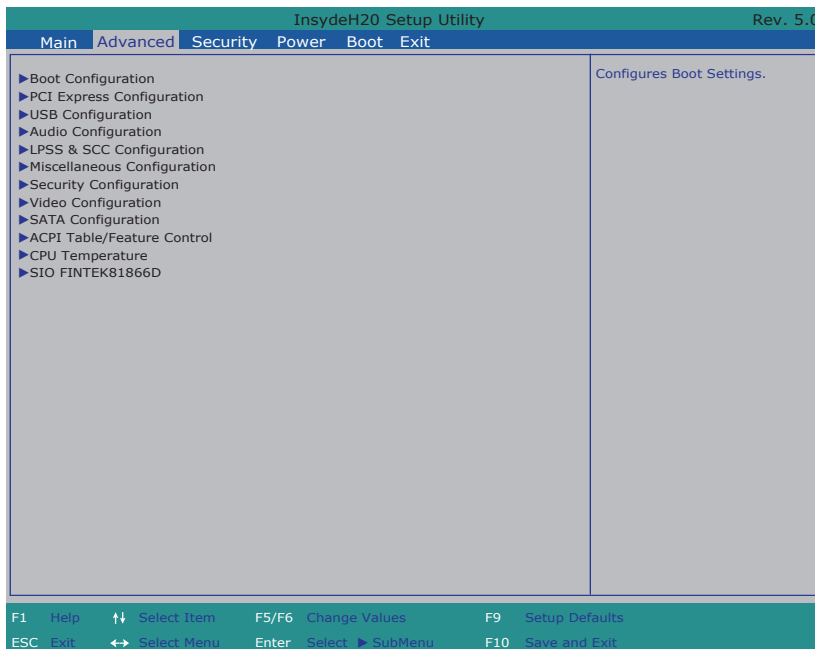 InsydeH20 Setup Utility Rev. 5.0
Main Advanced Security Power Boot Exit
▶Boot Configuration
▶PCI Express Configuration
▶USB Configuration
▶Audio Configuration
▶LPSS & SCC Configuration
▶Miscellaneous Configuration
▶Security Configuration
▶Video Configuration
▶SATA Configuration
▶ACPI Table/Feature Control
▶CPU Temperature
▶SIO FINTEK81866D
Configures Boot Settings.
F1 Help ↑↓ Select Item F5/F6 Change Values F9 Setup Defaults
ESC Exit ↔ Select Menu Enter Select ▶ SubMenu F10 Save and Exit